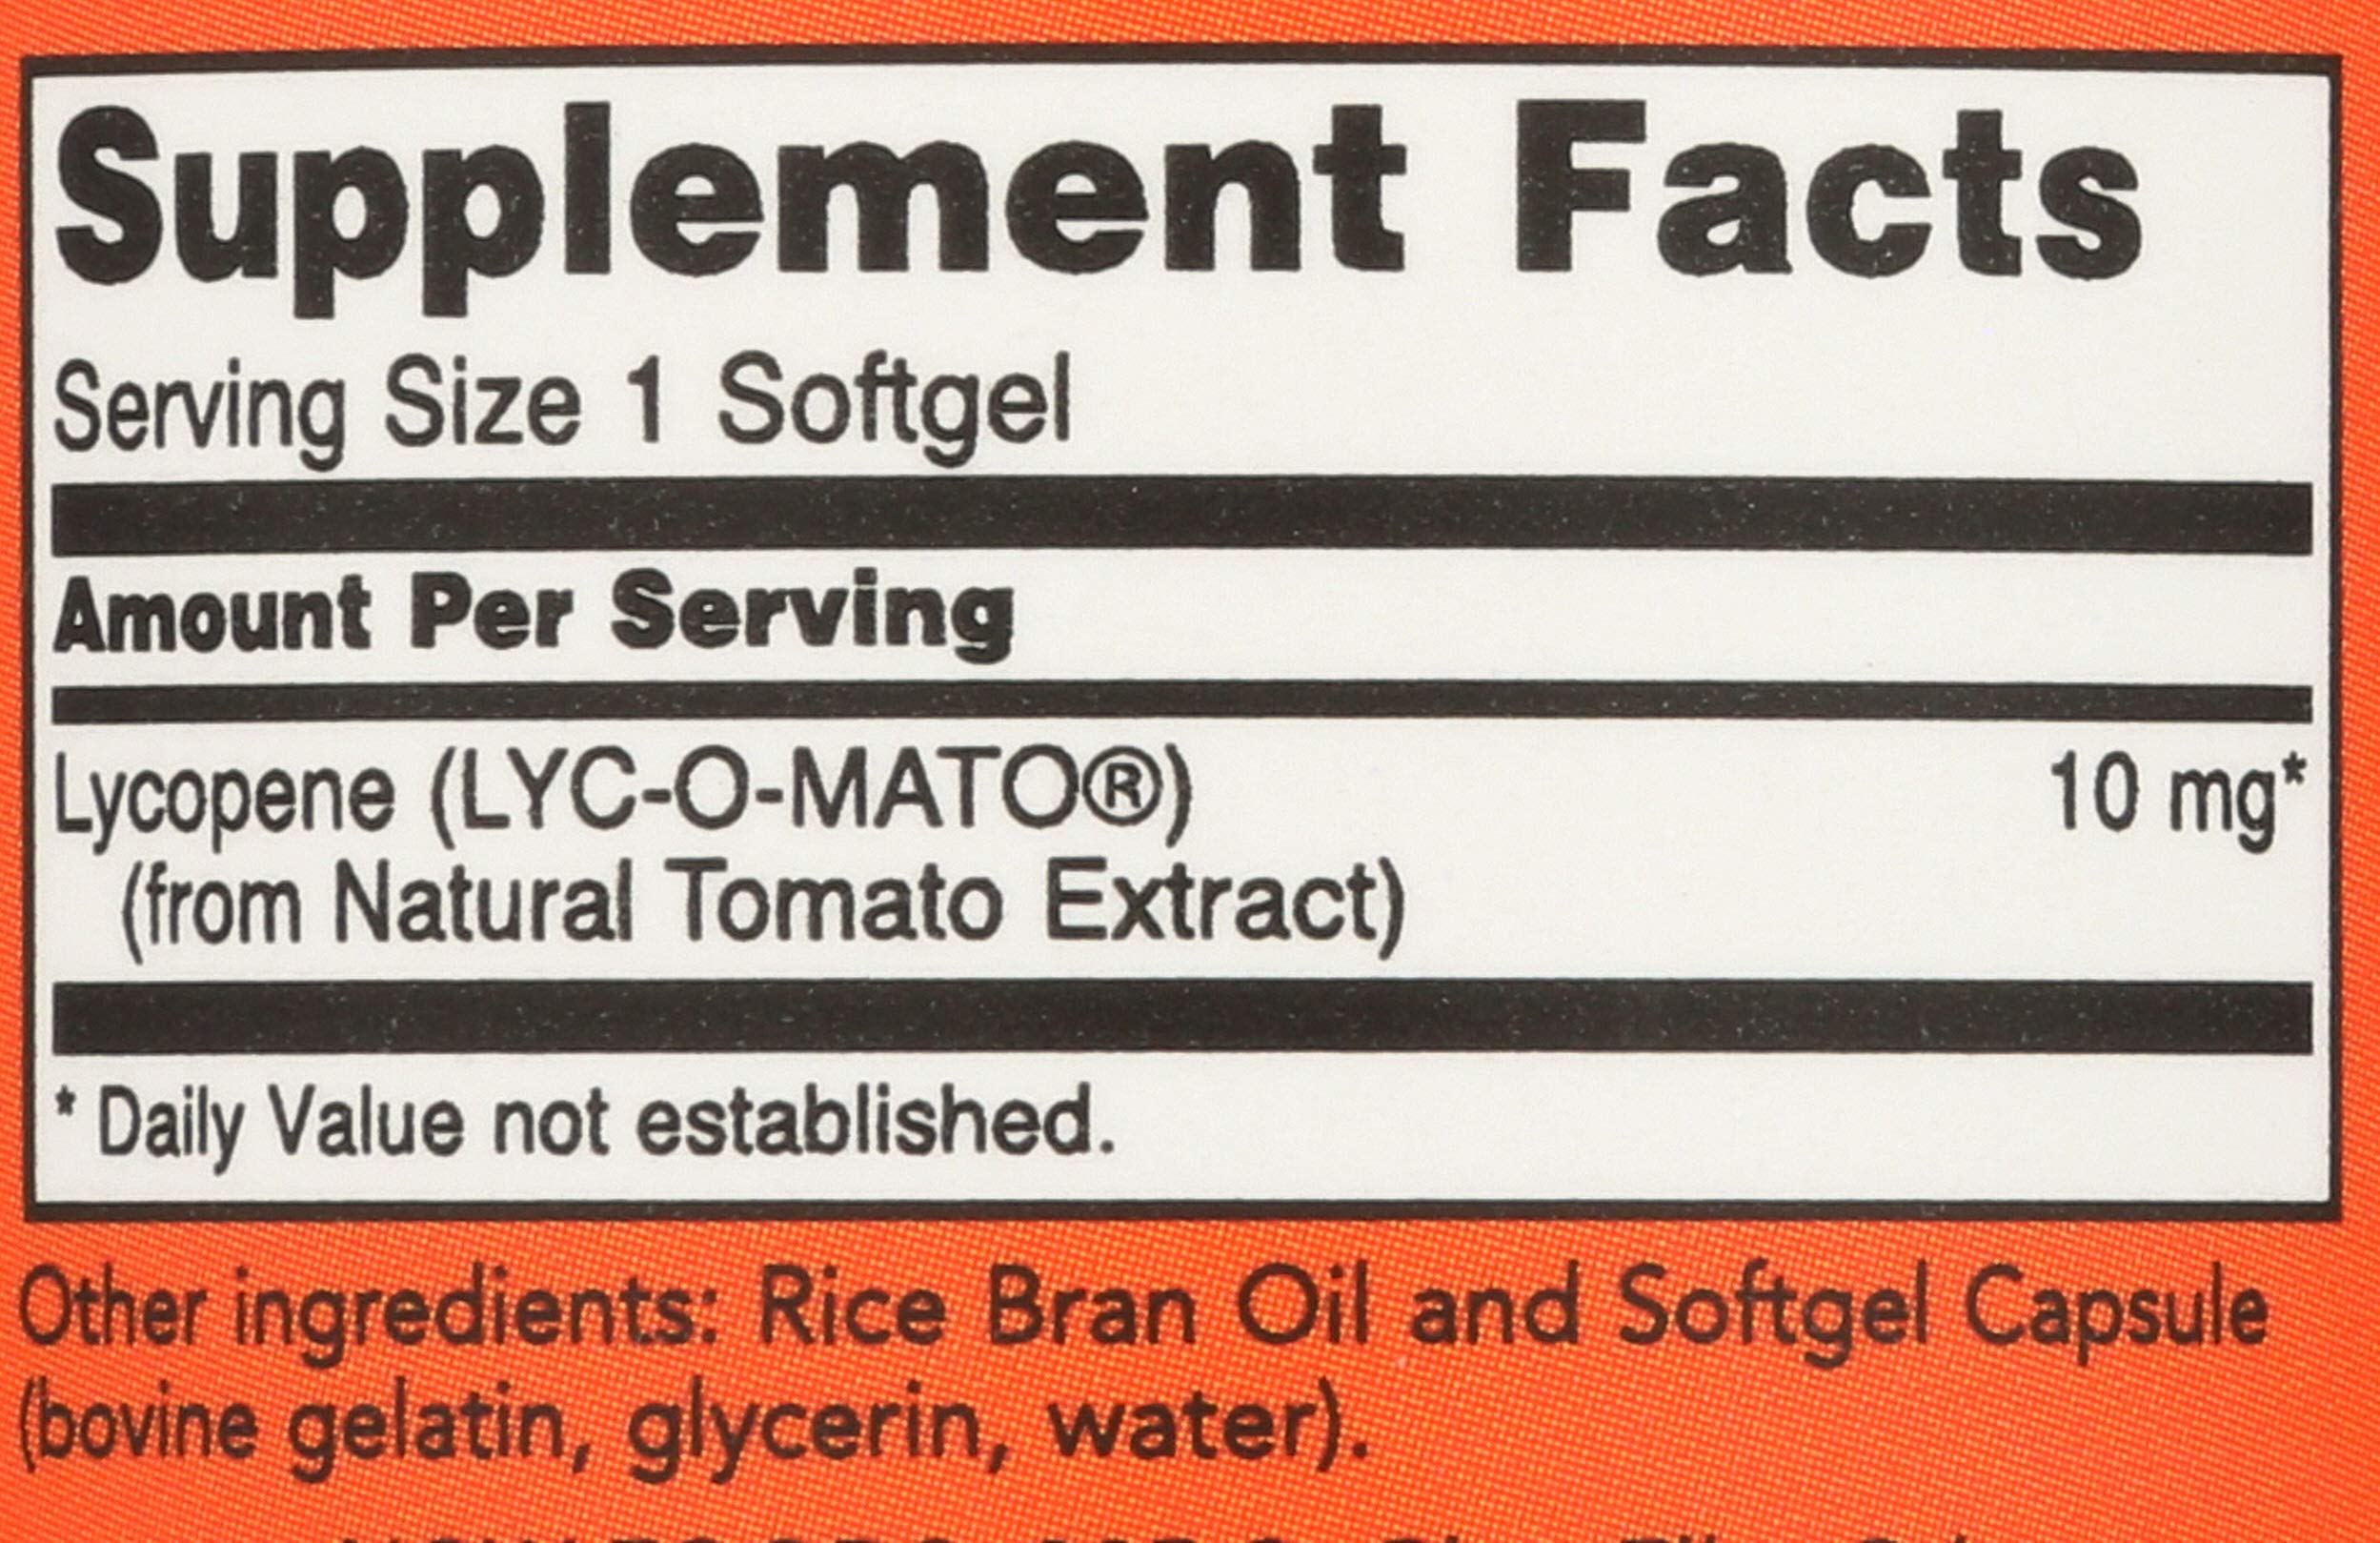 Supplement Facts
Serving Size 1 Softgel
Amount Per Serving
Lycopene (LYC-O-MATO®) 10 mg*
(from Natural Tomato Extract)
* Daily Value not established.
Other ingredients: Rice Bran Oil and Softgel Capsule
(bovine gelatin, glycerin, water).